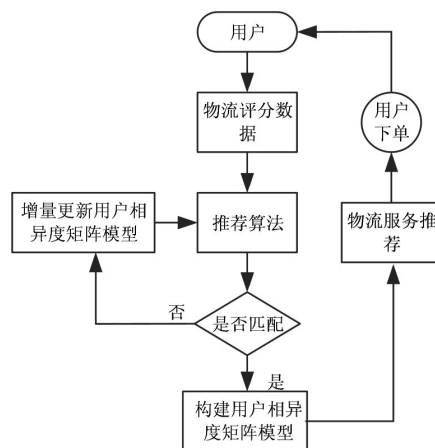 用户
物流评分数
据
用户
下单
增量更新用户相
异度矩阵模型
推荐算法
物流服务推
荐
否
是否匹配
是
构建用户相异
度矩阵模型